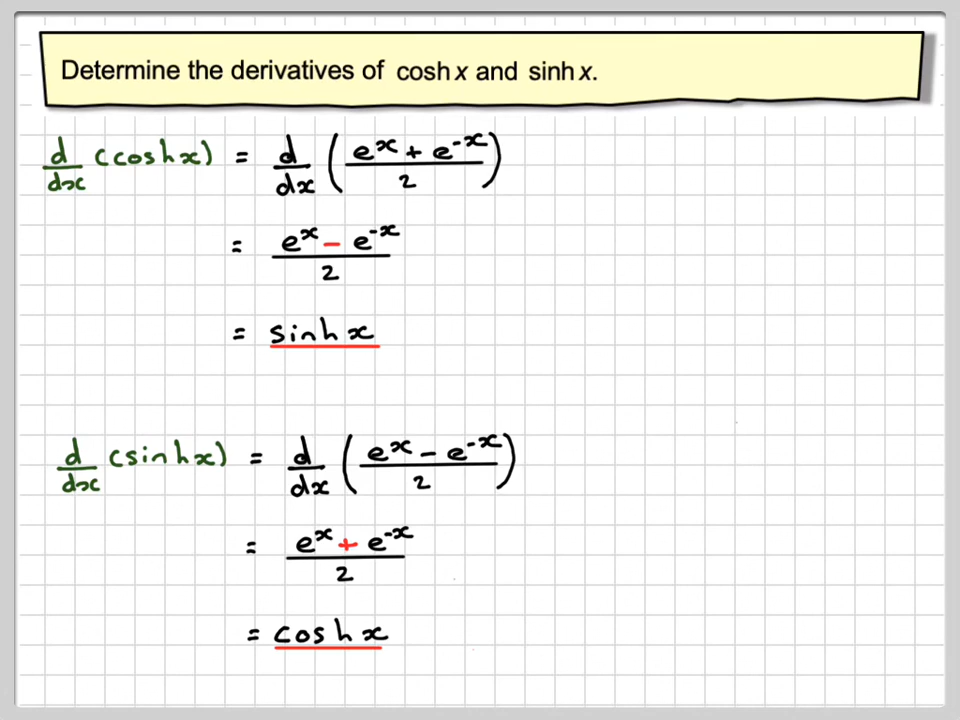 Determine the derivatives of cosh x and sinh x.
d/dx (cosh x) = d/dx ((e^x + e^-x)/2)
= (e^x - e^-x)/2
= sinh x
d/dx (sinh x) = d/dx ((e^x - e^-x)/2)
= (e^x + e^-x)/2
= cosh x